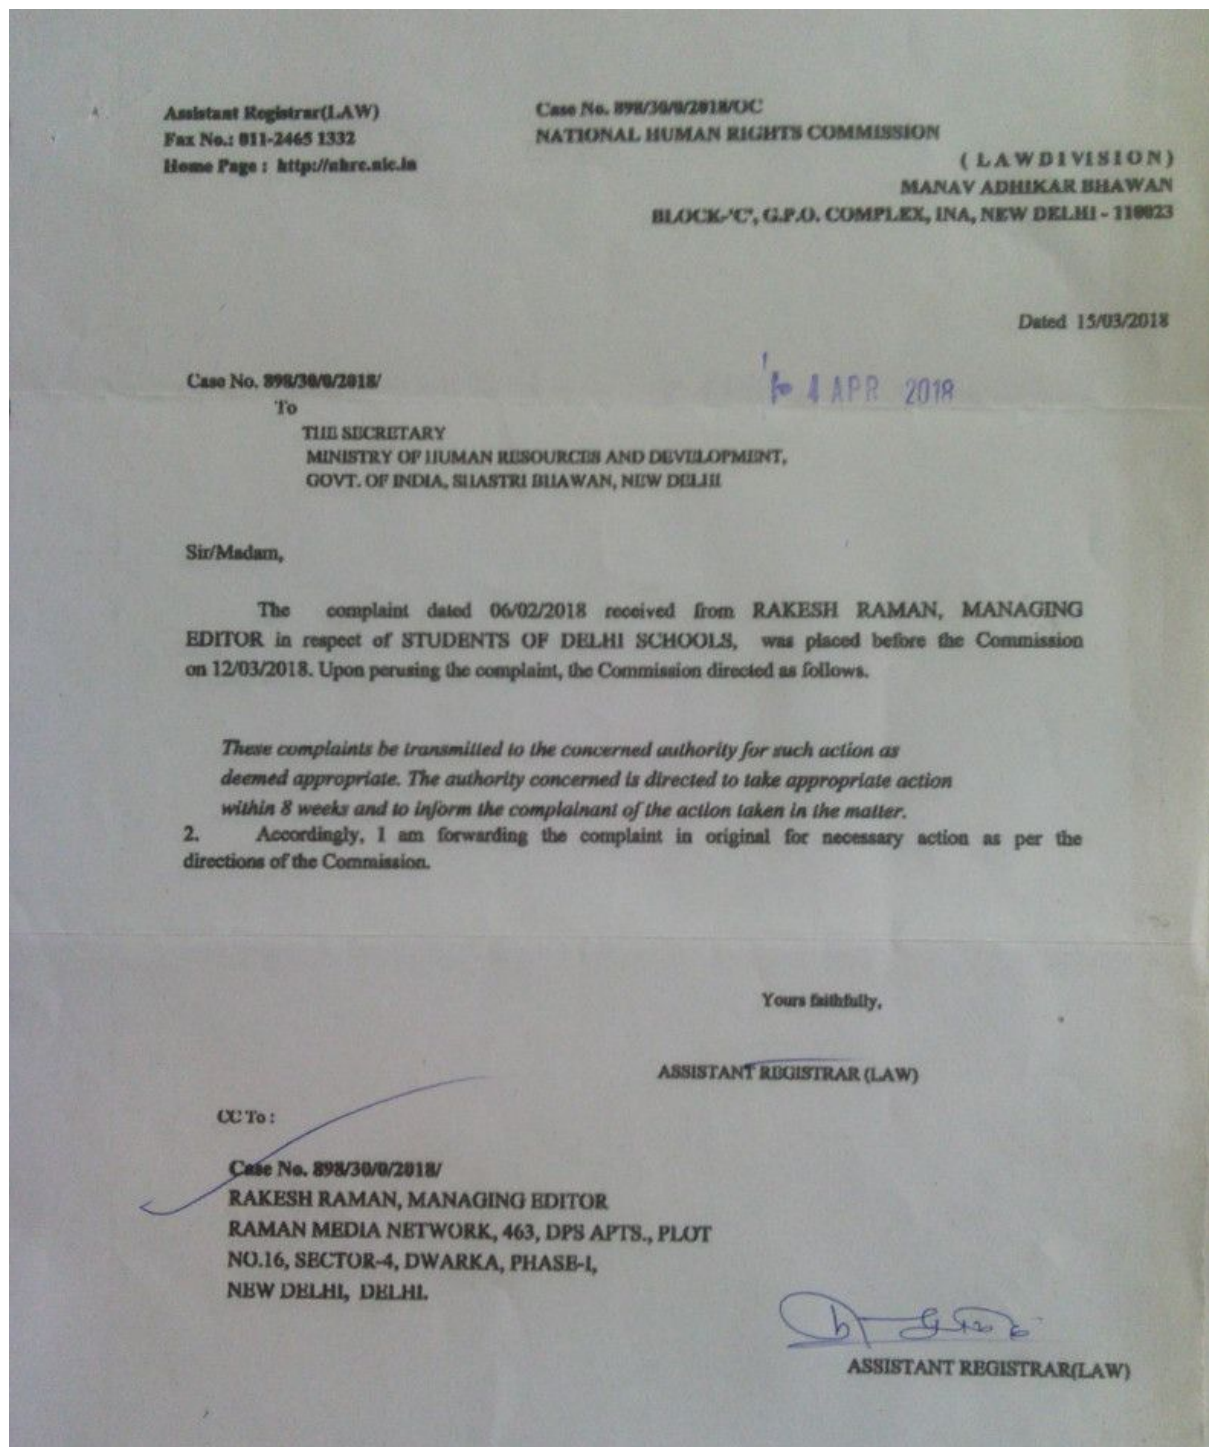 Assistant Registrar(LAW)
Fax No.: 011-2465 1332
Home Page : http://nhrc.nic.in
Case No. 898/30/0/2018/OC
NATIONAL HUMAN RIGHTS COMMISSION
( L A W D I V I S I O N )
MANAV ADHIKAR BHAWAN
BLOCK-'C', G.P.O. COMPLEX, INA, NEW DELHI - 110023
Dated 15/03/2018
Case No. 898/30/0/2018/
4 APR 2018
To
THE SECRETARY
MINISTRY OF HUMAN RESOURCES AND DEVELOPMENT,
GOVT. OF INDIA, SHASTRI BHAWAN, NEW DELHI
Sir/Madam,
The complaint dated 06/02/2018 received from RAKESH RAMAN, MANAGING
EDITOR in respect of STUDENTS OF DELHI SCHOOLS, was placed before the Commission
on 12/03/2018. Upon perusing the complaint, the Commission directed as follows.
These complaints be transmitted to the concerned authority for such action as
deemed appropriate. The authority concerned is directed to take appropriate action
within 8 weeks and to inform the complainant of the action taken in the matter.
2. Accordingly, I am forwarding the complaint in original for necessary action as per the
directions of the Commission.
Yours faithfully,
ASSISTANT REGISTRAR (LAW)
CC To :
Case No. 898/30/0/2018/
RAKESH RAMAN, MANAGING EDITOR
RAMAN MEDIA NETWORK, 463, DPS APTS., PLOT
NO.16, SECTOR-4, DWARKA, PHASE-I,
NEW DELHI, DELHI.
ASSISTANT REGISTRAR(LAW)